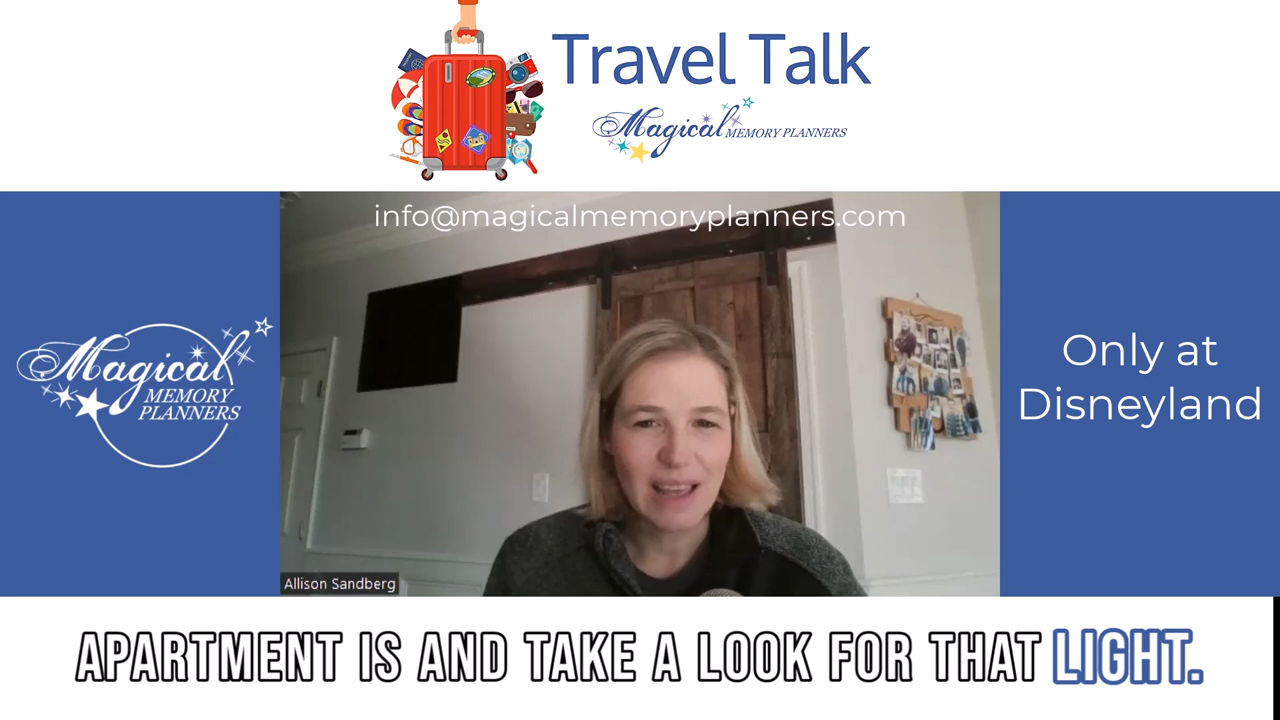 Travel Talk
Magical MEMORY PLANNERS
info@magicalmemoryplanners.com
Magical
MEMORY
PLANNERS
Only at
Disneyland
Allison Sandberg
APARTMENT IS AND TAKE A LOOK FOR THAT LIGHT.